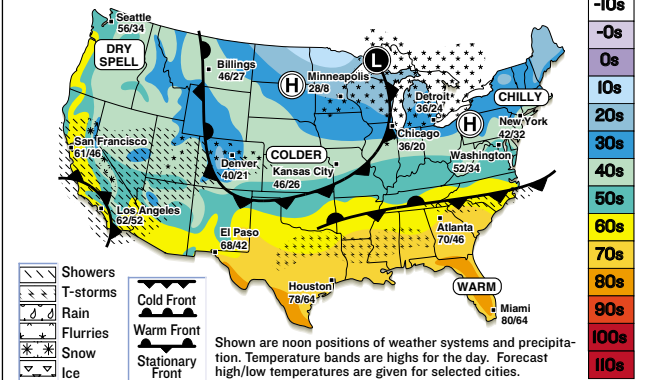 -10s
-0s
0s
10s
20s
30s
40s
50s
60s
70s
80s
90s
100s
110s
Seattle
56/34
DRY
SPELL
Billings
46/27
H
Minneapolis
28/8
L
Detroit
36/24
CHILLY
H
New York
42/32
Chicago
36/20
Washington
52/34
San Francisco
61/46
Denver
40/21
COLDER
Kansas City
46/26
Los Angeles
62/52
El Paso
68/42
Atlanta
70/46
Houston
78/64
WARM
Miami
80/64
Showers
T-storms
Rain
Flurries
Snow
Ice
Cold Front
Warm Front
Stationary
Front
Shown are noon positions of weather systems and precipita-
tion. Temperature bands are highs for the day. Forecast
high/low temperatures are given for selected cities.